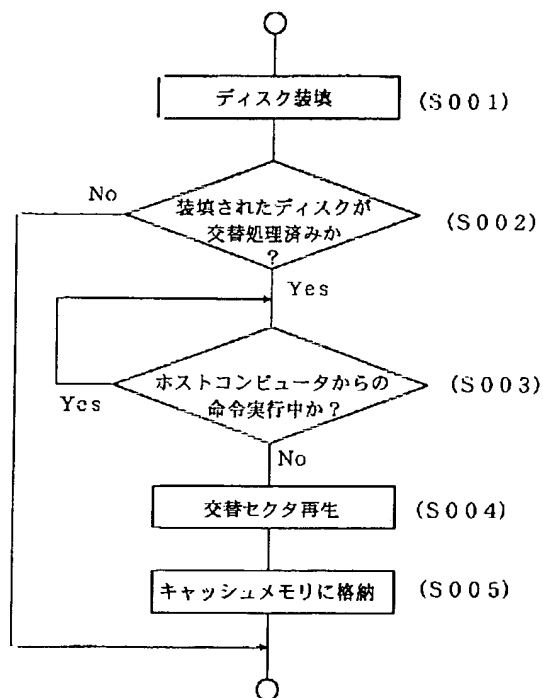 ディスク装填
(S001)
No
装填されたディスクが
交替処理済みか
?
(S002)
Yes
ホストコンピュータからの
命令実行中か?
(S003)
Yes
No
交替セクタ再生
(S004)
キャッシュメモリに格納
(S005)